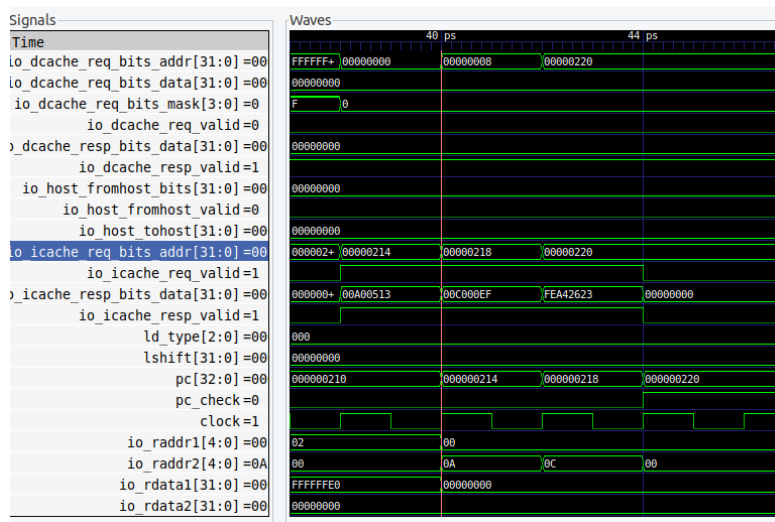 Signals
Waves
Time
40 ps
44 ps
io_dcache_req_bits_addr[31:0]=00
FFFFFF+
00000000
00000008
00000220
io_dcache_req_bits_data[31:0]=00
00000000
io_dcache_req_bits_mask[3:0]=0
F
0
io_dcache_req_valid=0
o_dcache_resp_bits_data[31:0]=00
00000000
io_dcache_resp_valid=1
io_host_fromhost_bits[31:0]=00
00000000
io_host_fromhost_valid=0
io_host_tohost[31:0]=00
00000000
io_icache_req_bits_addr[31:0]=00
000002+
00000214
00000218
00000220
io_icache_req_valid=1
o_icache_resp_bits_data[31:0]=00
000000+
00A00513
00C000EF
FEA42623
00000000
io_icache_resp_valid=1
ld_type[2:0]=00
000
lshift[31:0]=00
00000000
pc[32:0]=00
000000210
000000214
000000218
000000220
pc_check=0
clock=1
io_raddr1[4:0]=00
02
00
io_raddr2[4:0]=0A
00
0A
0C
00
io_rdata1[31:0]=00
FFFFFFE0
00000000
io_rdata2[31:0]=00
00000000